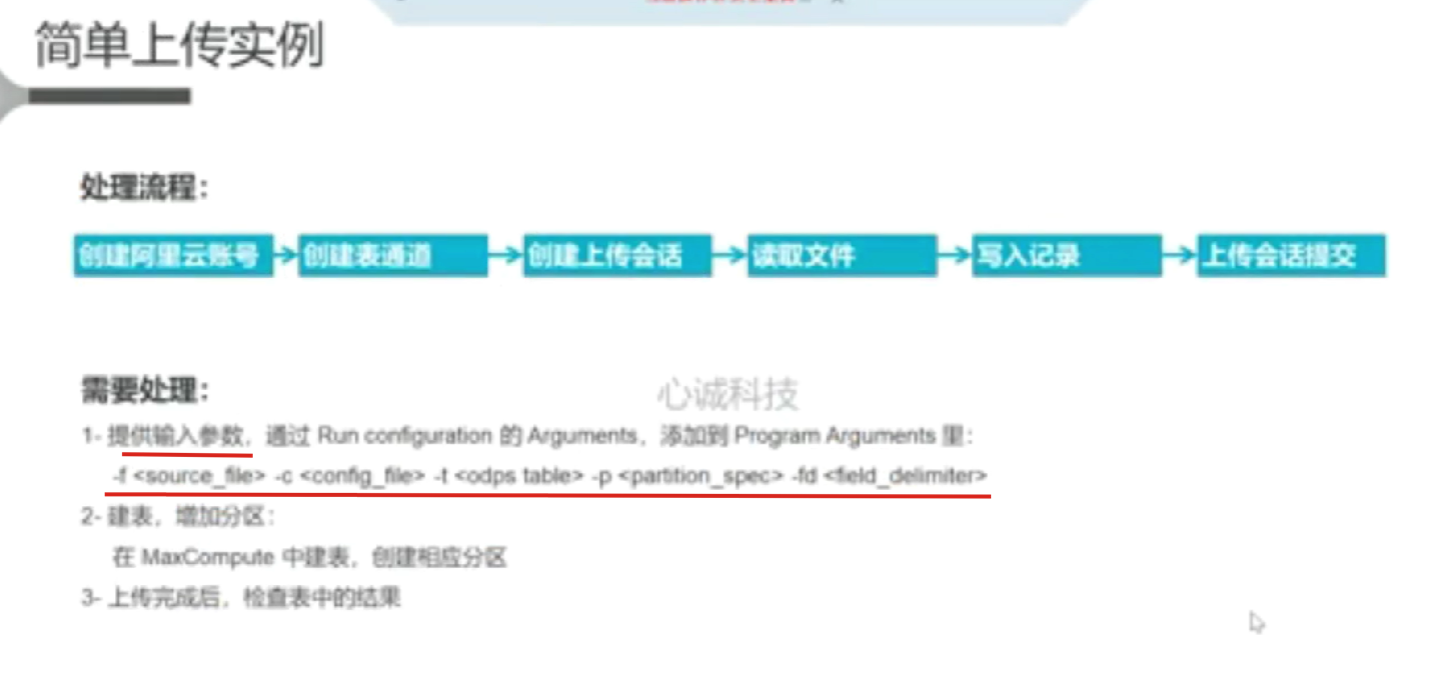 简单上传实例
处理流程：
创建阿里云账号 创建表通道 创建上传会话 读取文件 写入记录 上传会话提交
需要处理：
心诚科技
1- 提供输入参数，通过 Run configuration 的 Arguments，添加到 Program Arguments 里：
-f <source_file> -c <config_file> -t <odps table> -p <partition_spec> -fd <field_delimiter>
2- 建表，增加分区：
在 MaxCompute 中建表，创建相应分区
3- 上传完成后，检查表中的结果